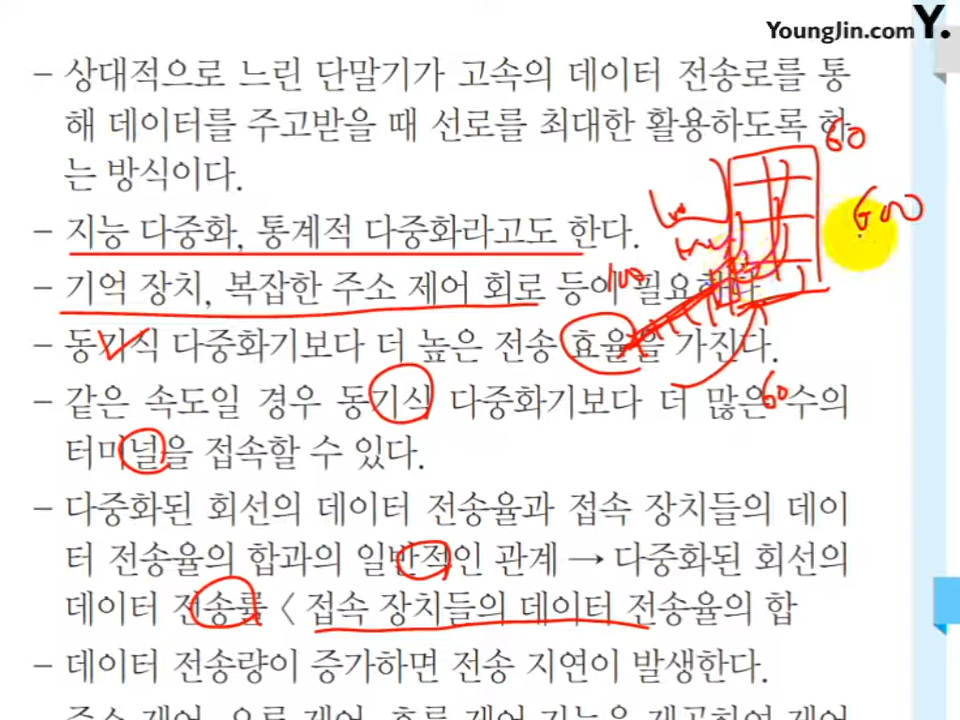 YoungJin.com Y.
- 상대적으로 느린 단말기가 고속의 데이터 전송로를 통
해 데이터를 주고받을 때 선로를 최대한 활용하도록 하
는 방식이다.
60
- 지능 다중화, 통계적 다중화라고도 한다.
600
- 기억 장치, 복잡한 주소 제어 회로 등이 필요하다.
100
- 동기식 다중화기보다 더 높은 전송 효율을 가진다.
- 같은 속도일 경우 동기식 다중화기보다 더 많은 수의
60
터미널을 접속할 수 있다.
- 다중화된 회선의 데이터 전송율과 접속 장치들의 데이
터 전송율의 합과의 일반적인 관계 → 다중화된 회선의
데이터 전송률 < 접속 장치들의 데이터 전송율의 합
- 데이터 전송량이 증가하면 전송 지연이 발생한다.